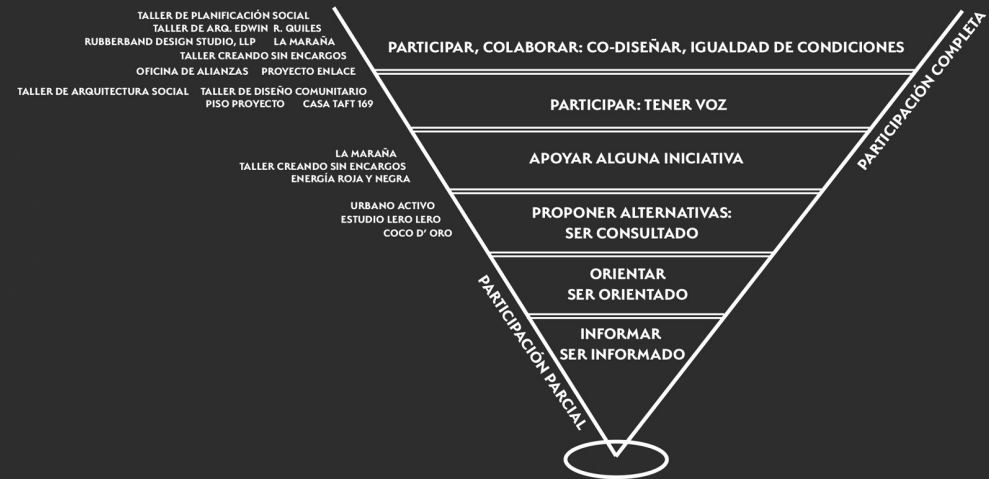 TALLER DE PLANIFICACIÓN SOCIAL
TALLER DE ARQ. EDWIN R. QUILES
RUBBERBAND DESIGN STUDIO, LLP LA MARAÑA
TALLER CREANDO SIN ENCARGOS
OFICINA DE ALIANZAS PROYECTO ENLACE
PARTICIPAR, COLABORAR: CO-DISEÑAR, IGUALDAD DE CONDICIONES
TALLER DE ARQUITECTURA SOCIAL TALLER DE DISEÑO COMUNITARIO
PISO PROYECTO CASA TAFT 169
PARTICIPAR: TENER VOZ
PARTICIPACIÓN COMPLETA
LA MARAÑA
TALLER CREANDO SIN ENCARGOS
ENERGÍA ROJA Y NEGRA
APOYAR ALGUNA INICIATIVA
URBANO ACTIVO
ESTUDIO LERO LERO
COCO D' ORO
PROPONER ALTERNATIVAS:
SER CONSULTADO
ORIENTAR
SER ORIENTADO
PARTICIPACIÓN PARCIAL
INFORMAR
SER INFORMADO